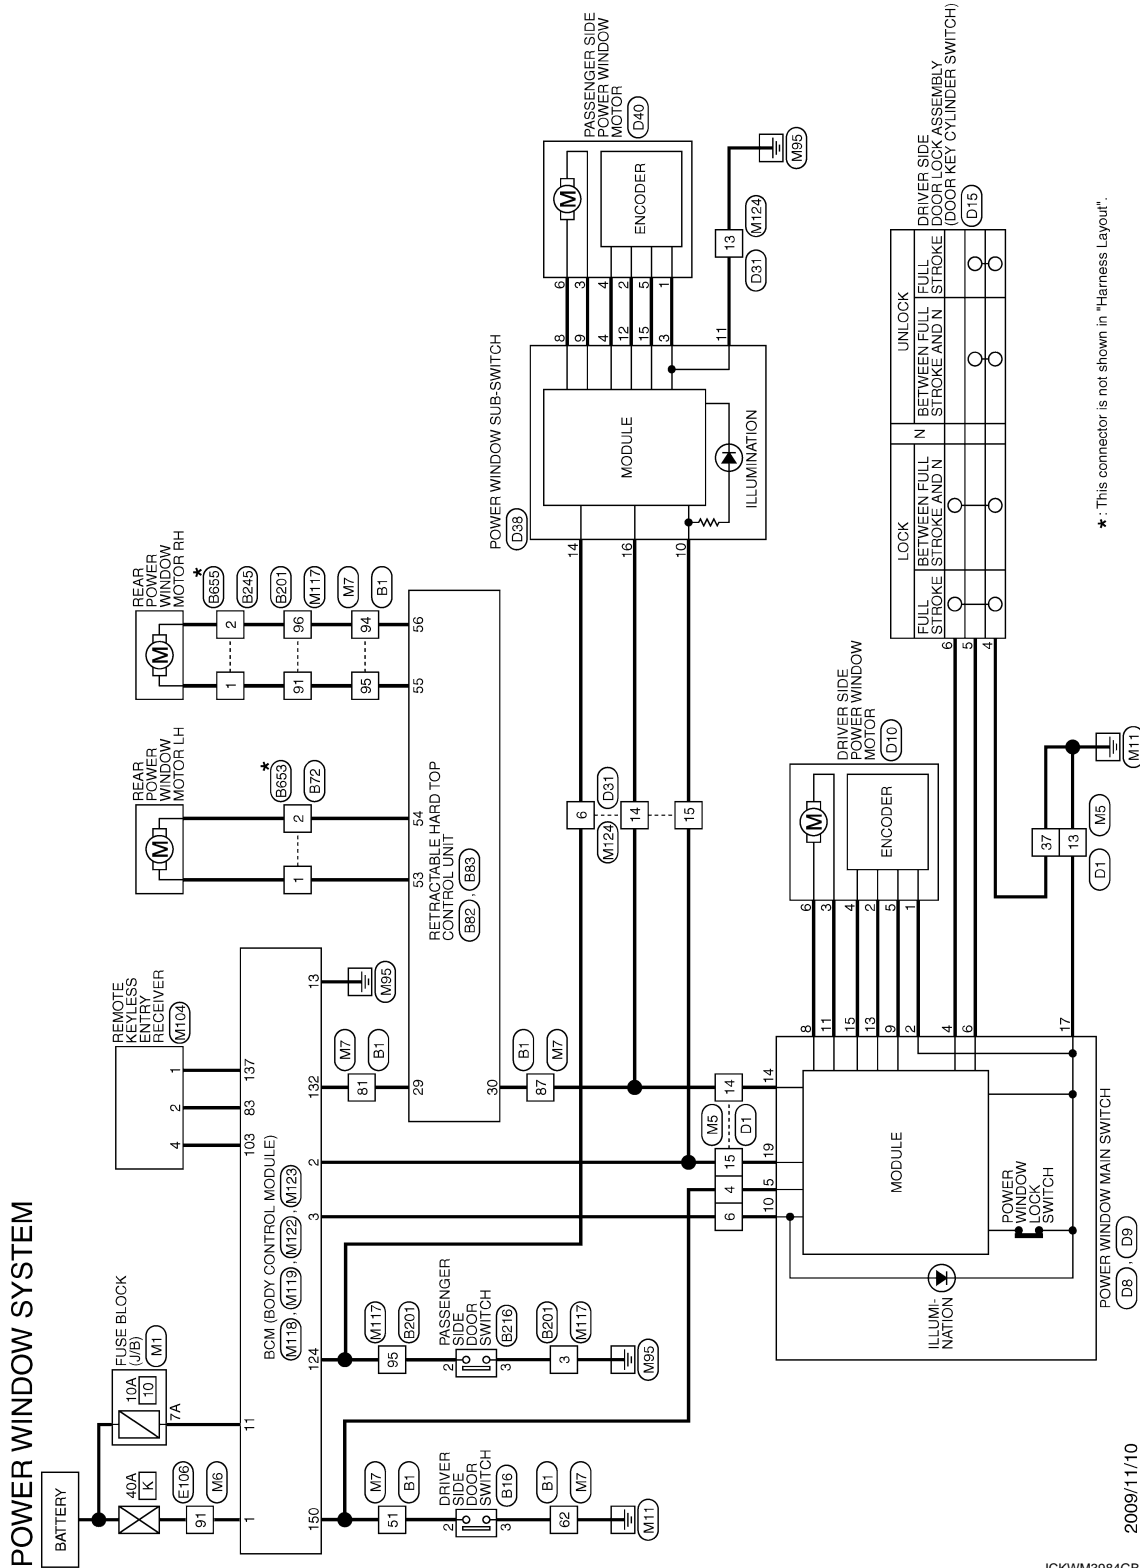 POWER WINDOW SYSTEM
BATTERY
40A
K
E106
91
M6
1
FUSE BLOCK
(J/B)
M1
10A
10
7A
11
BCM (BODY CONTROL MODULE)
M118 , M119 , M122 , M123
REMOTE
KEYLESS
ENTRY
RECEIVER
M104
4 2 1
103 83 137
150 124 3 2 132 13
M95
M7
51
B1
DRIVER
SIDE
DOOR
SWITCH
B16
2
3
B1
62
M7
M11
M117
95
B201
PASSENGER
SIDE
DOOR
SWITCH
B216
2
3
B201
3
M117
M95
M7
81
B1
29
RETRACTABLE HARD TOP
CONTROL UNIT
B82 , B83
30
B1
87
M7
53 54 55 56
REAR
POWER
WINDOW
MOTOR LH
M
*
B653
1 2
B72
REAR
POWER
WINDOW
MOTOR RH
M
*
B655
1 2
B245
B201
91 96
M117
M7
95 94
B1
M124 D31
6
14
15
POWER WINDOW SUB-SWITCH
D38
14
16
10
MODULE
ILLUMINATION
8
9
4
12
15
3
11
6
3
4
2
5
1
PASSENGER SIDE
POWER WINDOW
MOTOR
D40
M
ENCODER
D31
13
M124
M95
M5
D1
6 4 15 14
10 5 19 14
POWER WINDOW MAIN SWITCH
D8 , D9
MODULE
ILLUMI-
NATION
POWER
WINDOW
LOCK
SWITCH
8
11
15
13
9
2
4
6
17
6
3
4
2
5
1
DRIVER SIDE
POWER WINDOW
MOTOR
D10
M
ENCODER
D1
37
13
M5
M11
6
5
4
DRIVER SIDE
DOOR LOCK ASSEMBLY
(DOOR KEY CYLINDER SWITCH)
D15
LOCK
N
UNLOCK
FULL
STROKE
BETWEEN FULL
STROKE AND N
BETWEEN FULL
STROKE AND N
FULL
STROKE
* : This connector is not shown in "Harness Layout".
2009/11/10